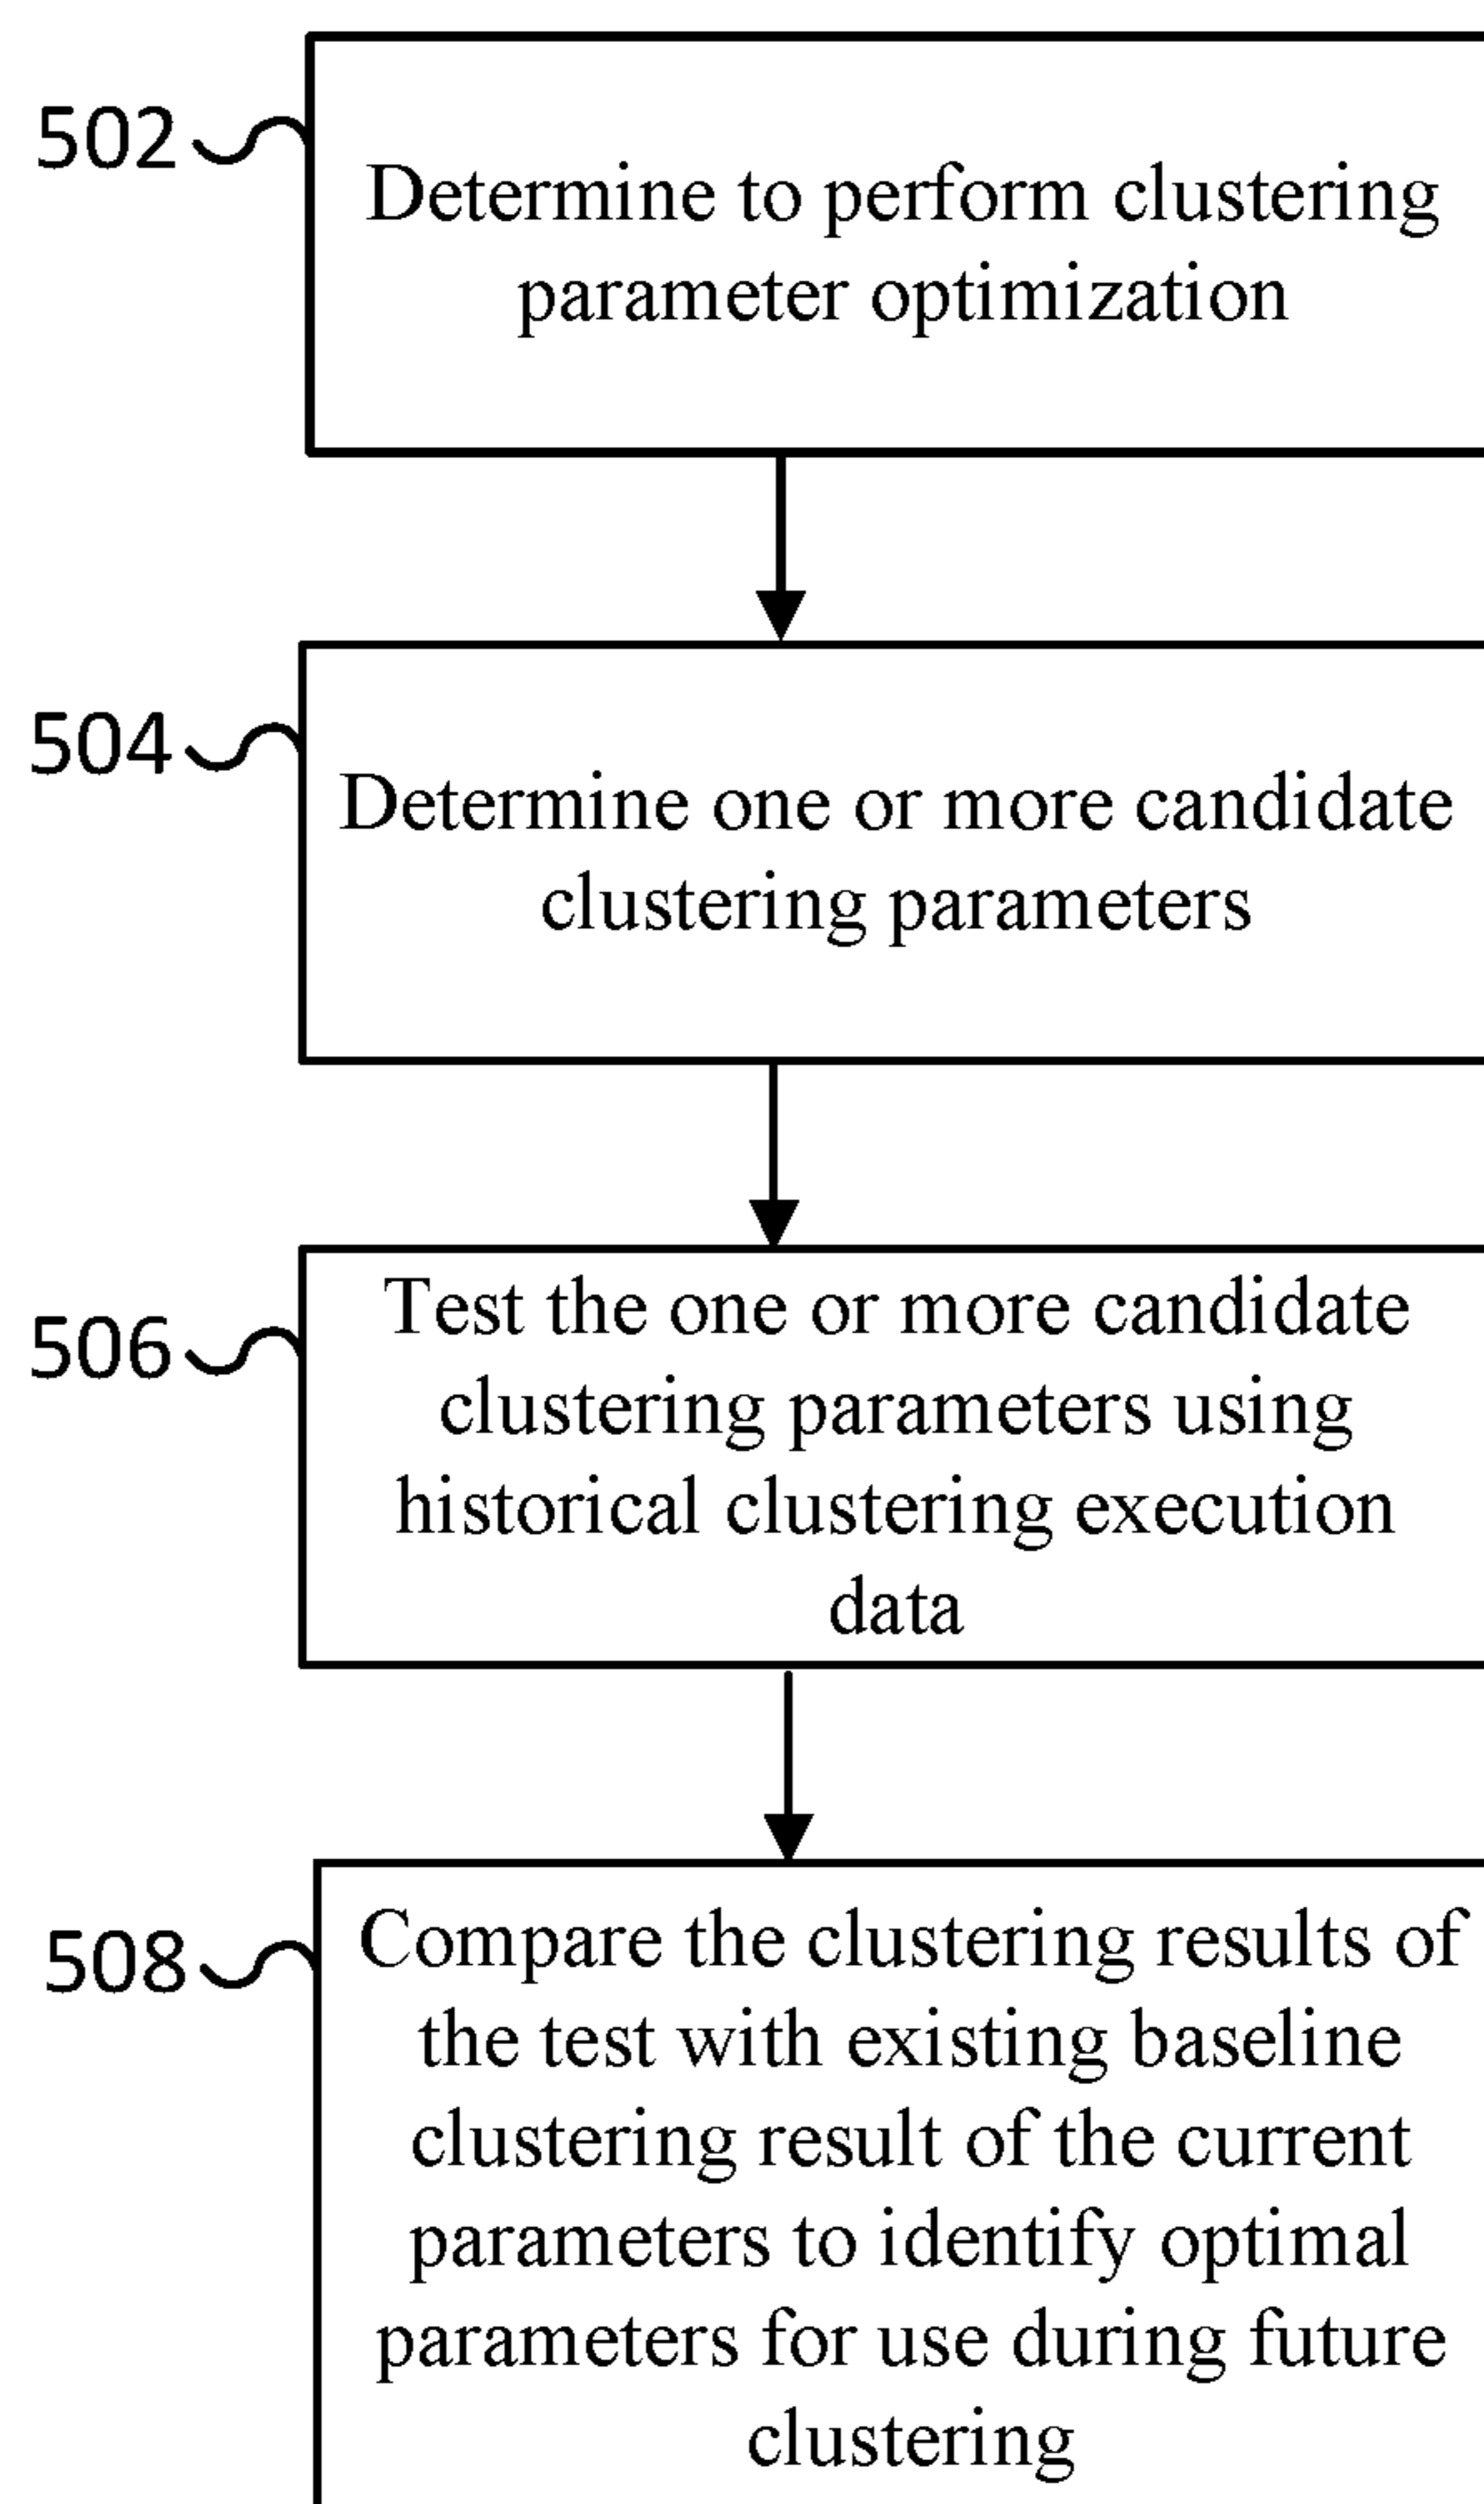 502
Determine to perform clustering
parameter optimization
504
Determine one or more candidate
clustering parameters
506
Test the one or more candidate
clustering parameters using
historical clustering execution
data
508
Compare the clustering results of
the test with existing baseline
clustering result of the current
parameters to identify optimal
parameters for use during future
clustering